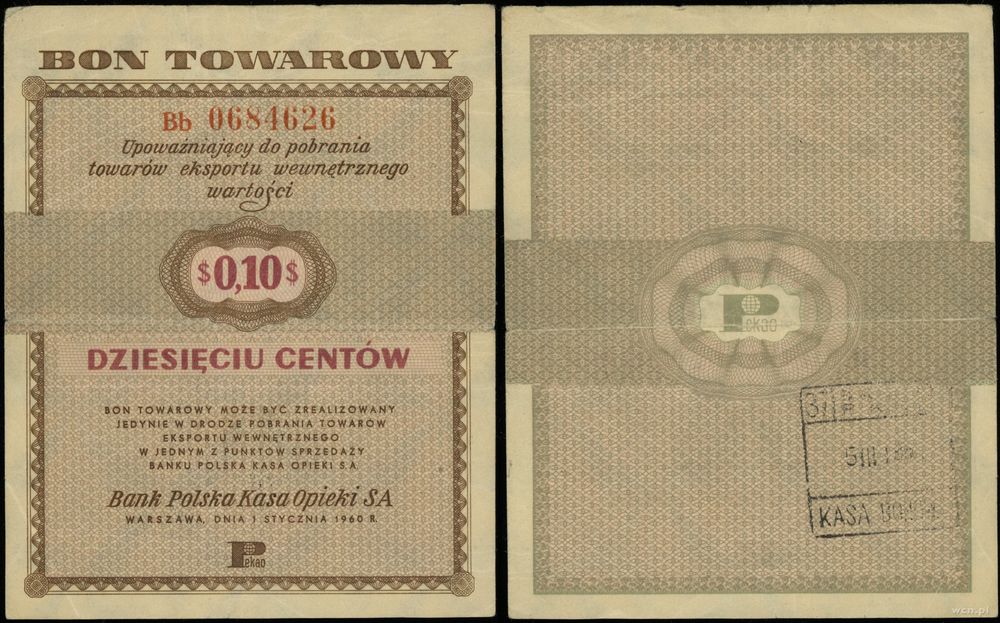 BON TOWAROWY
Bb 0684626
Upoważniający do pobrania
towarów eksportu wewnętrznego
wartości
$0,10$
DZIESIĘCIU CENTÓW
BON TOWAROWY MOŻE BYĆ ZREALIZOWANY
JEDYNIE W DRODZE POBRANIA TOWARÓW
EKSPORTU WEWNĘTRZNEGO
W JEDNYM Z PUNKTÓW SPRZEDAŻY
BANKU POLSKA KASA OPIEKI S.A.
Bank Polska Kasa Opieki SA
WARSZAWA, DNIA 1 STYCZNIA 1960 R.
Pekao
Pekao
KASA
wcn.pl